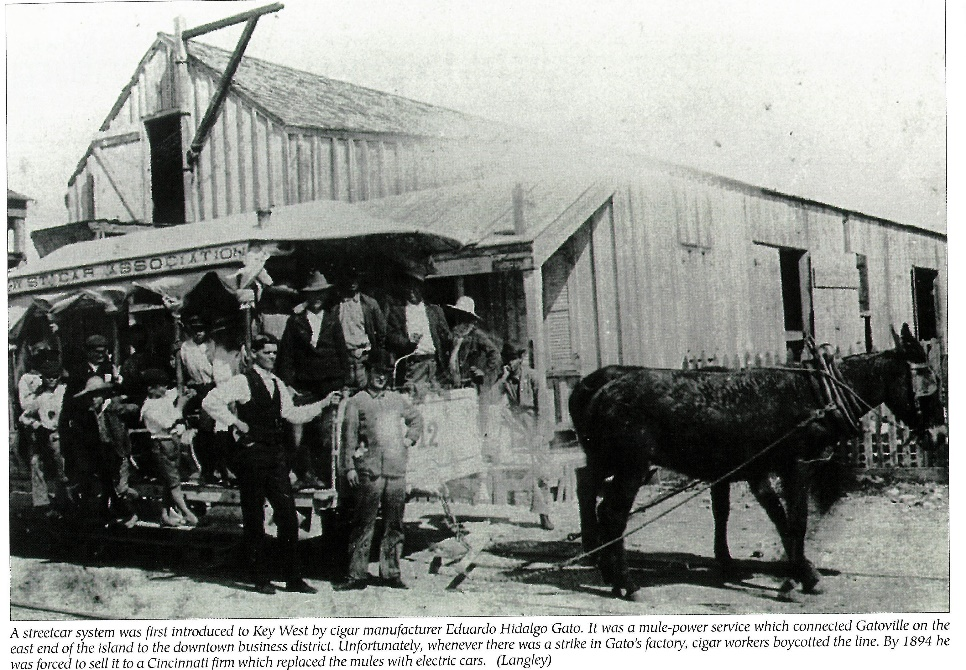 ST. CAR ASSOCIATION
12
A streetcar system was first introduced to Key West by cigar manufacturer Eduardo Hidalgo Gato. It was a mule-power service which connected Gatoville on the
east end of the island to the downtown business district. Unfortunately, whenever there was a strike in Gato's factory, cigar workers boycotted the line. By 1894 he
was forced to sell it to a Cincinnati firm which replaced the mules with electric cars. (Langley)